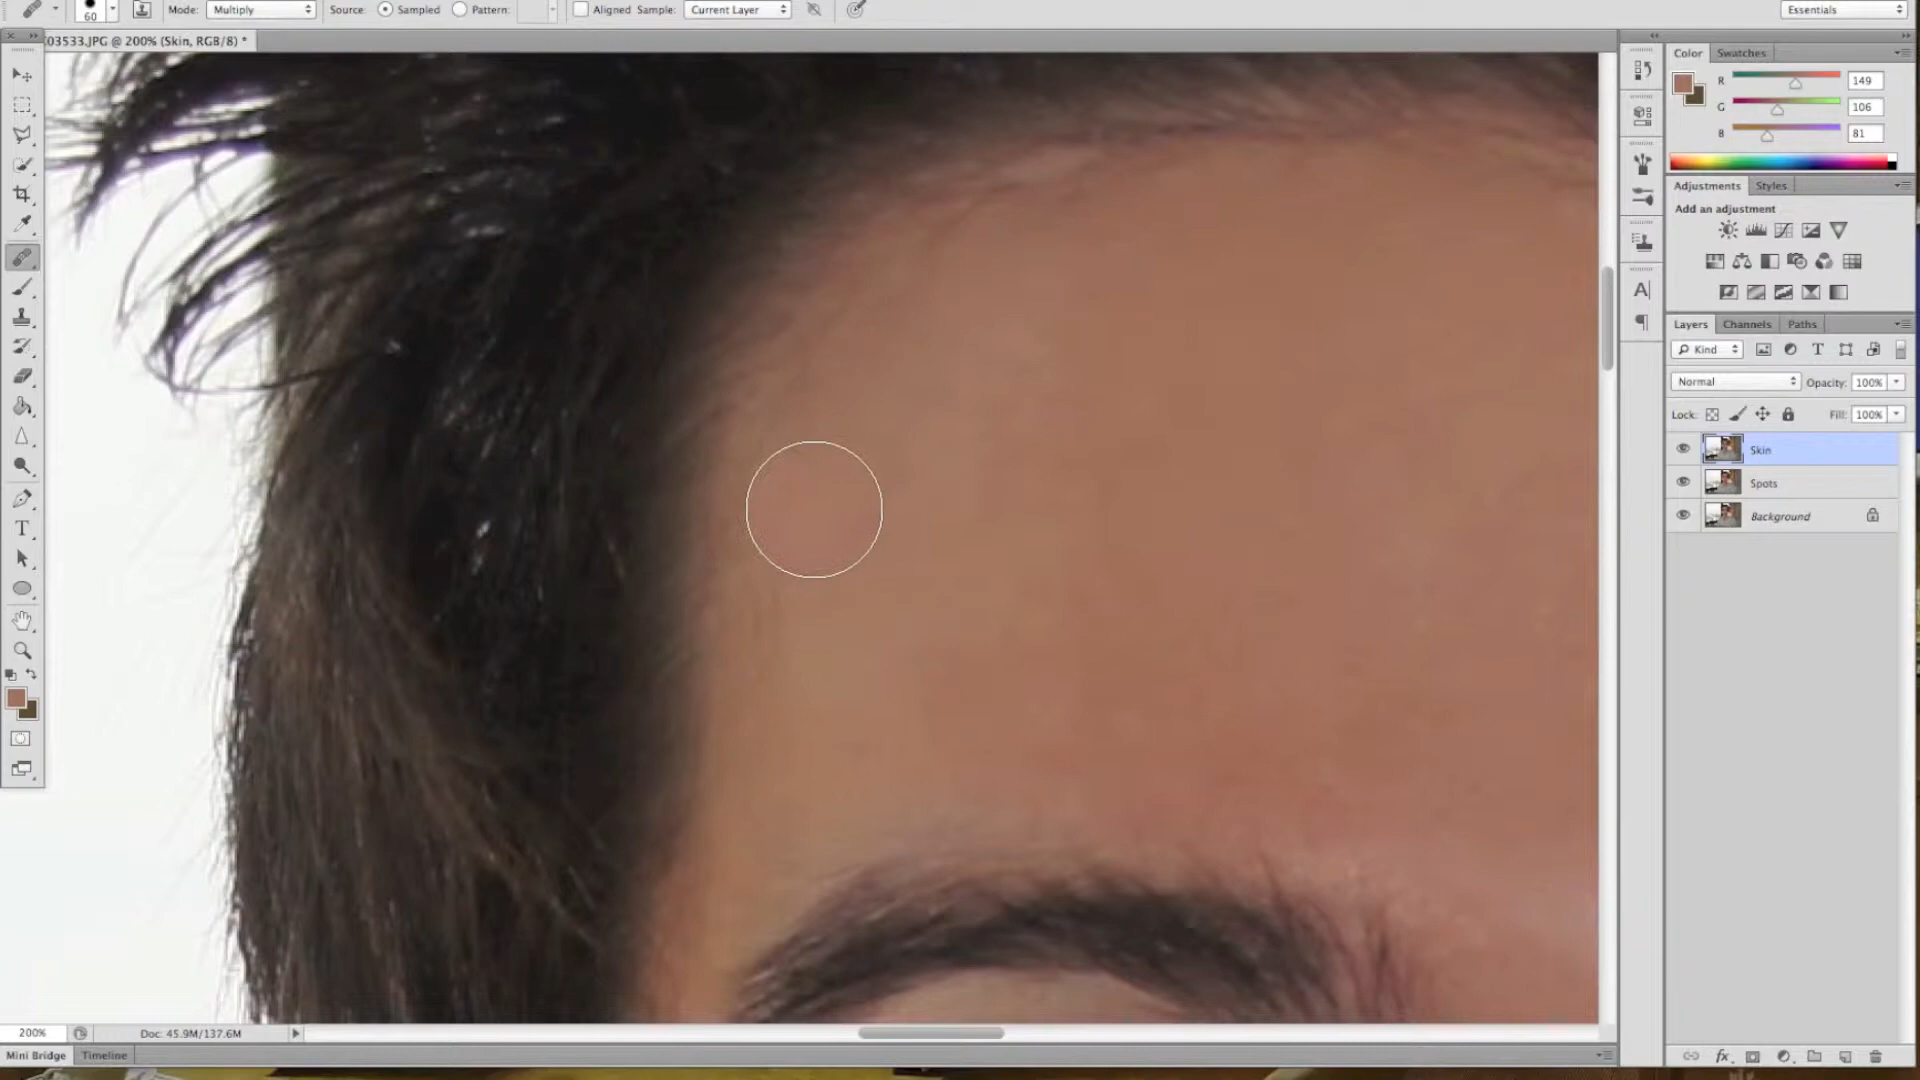 60 Mode: Multiply Source: Sampled Pattern: Aligned Sample: Current Layer Essentials
03533.JPG @ 200% (Skin, RGB/8) *
Color Swatches
R 149
G 106
B 81
Adjustments Styles
Add an adjustment
Layers Channels Paths
Kind
Normal Opacity: 100%
Lock: Fill: 100%
Skin
Spots
Background
200% Doc: 45.9M/137.6M
Mini Bridge Timeline